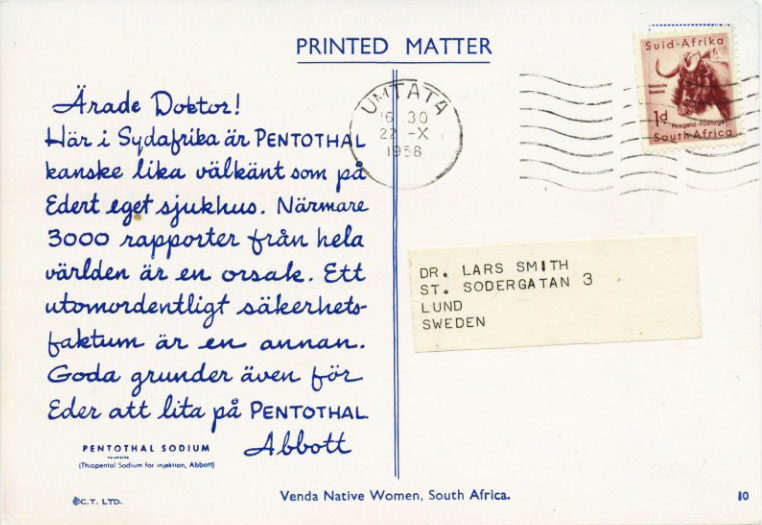 PRINTED MATTER
Ärade Doktor!
Här i Sydafrika är PENTOTHAL
kanske lika välkänt som på
Edert eget sjukhus. Närmare
3000 rapporter från hela
världen är en orsak. Ett
utomordentligt säkerhets-
faktum är en annan.
Goda grunder även för
Eder att lita på PENTOTHAL
Abbott
PENTOTHAL SODIUM
(Thiopental Sodium for injektion, Abbott)
©C.T. LTD.
Venda Native Women, South Africa.
10
UMTATA
16 30
22 -X
1958
Suid-Afrika
1d
Posgeld-Postage
South Africa
DR. LARS SMITH
ST. SODERGATAN 3
LUND
SWEDEN